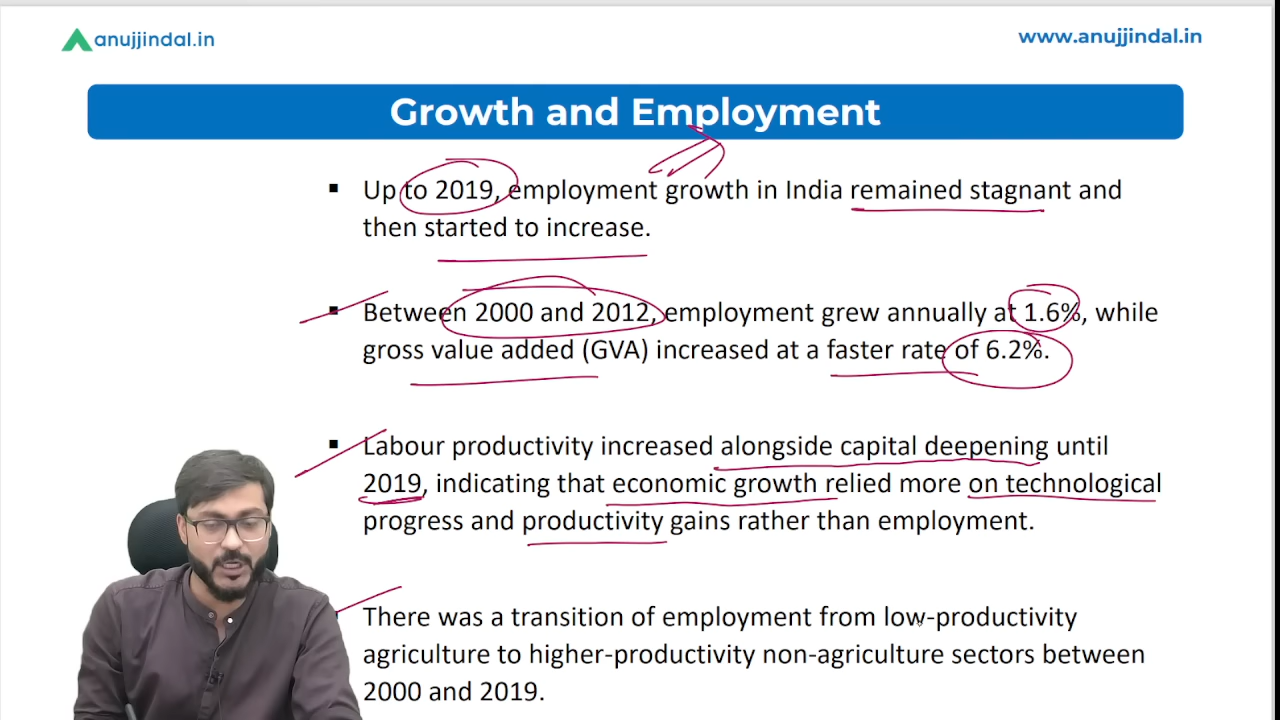 anujjindal.in
www.anujjindal.in
Growth and Employment
▪ Up to 2019, employment growth in India remained stagnant and
then started to increase.
▪ Between 2000 and 2012, employment grew annually at 1.6%, while
gross value added (GVA) increased at a faster rate of 6.2%.
▪ Labour productivity increased alongside capital deepening until
2019, indicating that economic growth relied more on technological
progress and productivity gains rather than employment.
There was a transition of employment from low-productivity
agriculture to higher-productivity non-agriculture sectors between
2000 and 2019.